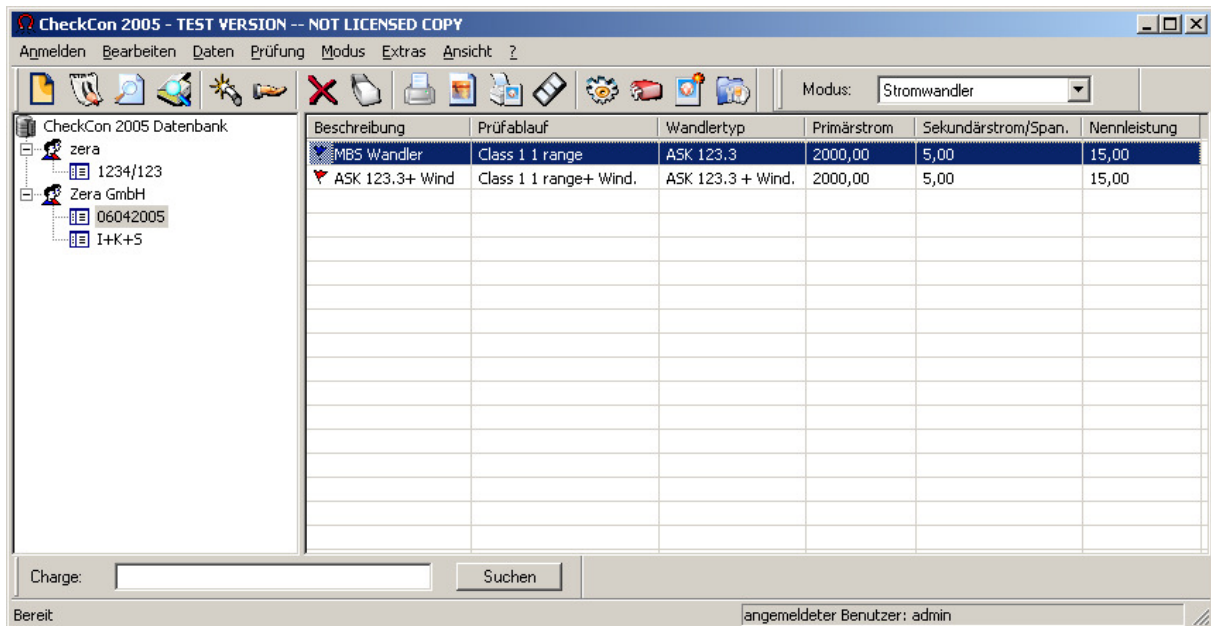 CheckCon 2005 - TEST VERSION -- NOT LICENSED COPY
Anmelden Bearbeiten Daten Prüfung Modus Extras Ansicht ?
Modus: Stromwandler
CheckCon 2005 Datenbank
zera
1234/123
Zera GmbH
06042005
I+K+S
Beschreibung Prüfablauf Wandlertyp Primärstrom Sekundärstrom/Span. Nennleistung
MBS Wandler Class 1 1 range ASK 123.3 2000,00 5,00 15,00
ASK 123.3+ Wind Class 1 1 range+ Wind. ASK 123.3 + Wind. 2000,00 5,00 15,00
Charge: Suchen
Bereit angemeldeter Benutzer: admin